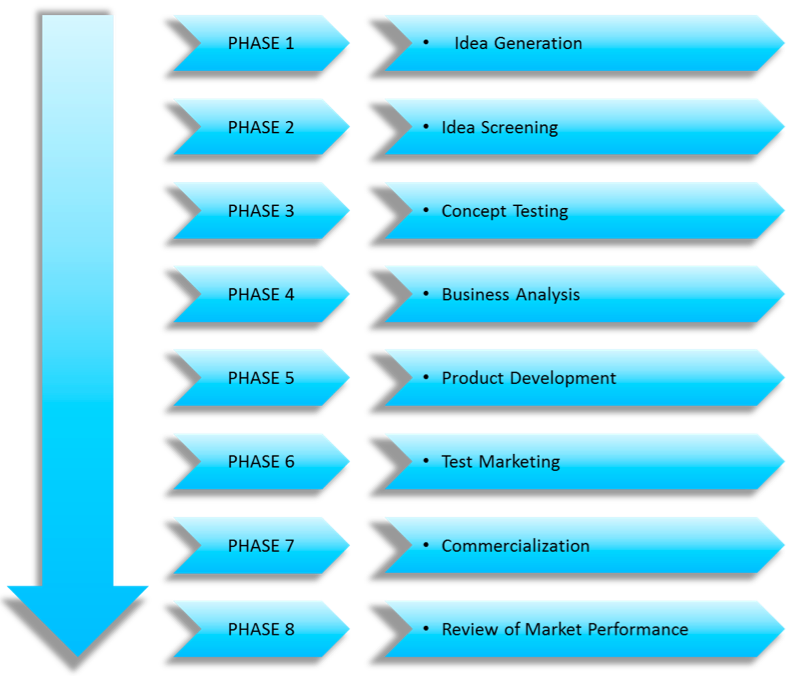 PHASE 1 • Idea Generation
PHASE 2 • Idea Screening
PHASE 3 • Concept Testing
PHASE 4 • Business Analysis
PHASE 5 • Product Development
PHASE 6 • Test Marketing
PHASE 7 • Commercialization
PHASE 8 • Review of Market Performance